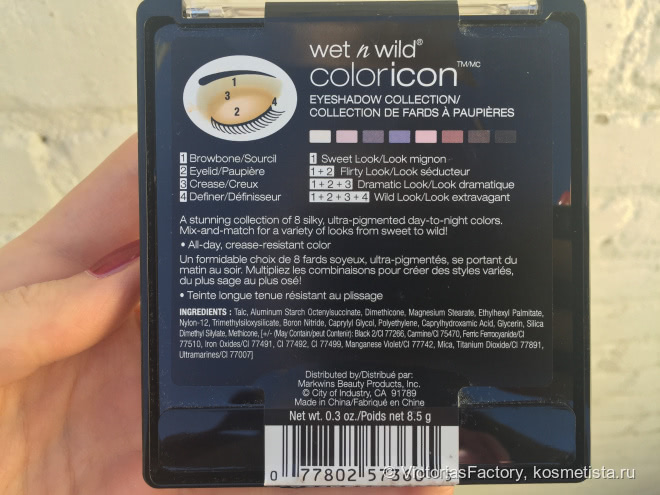 wet n wild®
coloricon™/MC
EYESHADOW COLLECTION/
COLLECTION DE FARDS À PAUPIÈRES
1
3
2
4
1 Browbone/Sourcil
2 Eyelid/Paupière
3 Crease/Creux
4 Definer/Définisseur
1 Sweet Look/Look mignon
1 + 2 Flirty Look/Look séducteur
1 + 2 + 3 Dramatic Look/Look dramatique
1 + 2 + 3 + 4 Wild Look/Look extravagant
A stunning collection of 8 silky, ultra-pigmented day-to-night colors.
Mix-and-match for a variety of looks from sweet to wild!
• All-day, crease-resistant color
Un formidable choix de 8 fards soyeux, ultra-pigmentés, se portant du
matin au soir. Multipliez les combinaisons pour créer des styles variés,
du plus sage au plus osé!
• Teinte longue tenue résistant au plissage
INGREDIENTS : Talc, Aluminum Starch Octenylsuccinate, Dimethicone, Magnesium Stearate, Ethylhexyl Palmitate,
Nylon-12, Trimethylsiloxysilicate, Boron Nitride, Caprylyl Glycol, Polyethylene, Caprylhydroxamic Acid, Glycerin, Silica
Dimethyl Silylate, Methicone, [+/- (May Contain/peut Contenir): Black 2/CI 77266, Carmine/CI 75470, Ferric Ferrocyanide/CI
77510, Iron Oxides/CI 77491, CI 77492, CI 77499, Manganese Violet/CI 77742, Mica, Titanium Dioxide/CI 77891,
Ultramarines/CI 77007]
Distributed by/Distribué par:
Markwins Beauty Products, Inc.
© City of Industry, CA 91789
Made in China/Fabriqué en Chine
Net wt. 0.3 oz./Poids net 8.5 g
0 77802
© VictoriasFactory, kosmetista.ru